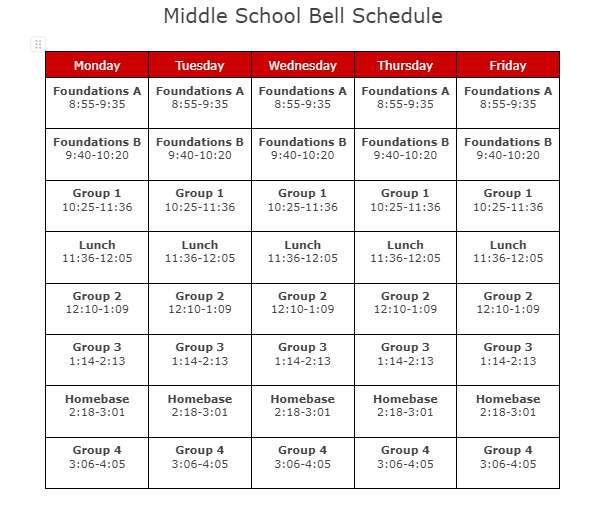 Middle School Bell Schedule
Monday Tuesday Wednesday Thursday Friday
Foundations A Foundations A Foundations A Foundations A Foundations A
8:55-9:35 8:55-9:35 8:55-9:35 8:55-9:35 8:55-9:35
Foundations B Foundations B Foundations B Foundations B Foundations B
9:40-10:20 9:40-10:20 9:40-10:20 9:40-10:20 9:40-10:20
Group 1 Group 1 Group 1 Group 1 Group 1
10:25-11:36 10:25-11:36 10:25-11:36 10:25-11:36 10:25-11:36
Lunch Lunch Lunch Lunch Lunch
11:36-12:05 11:36-12:05 11:36-12:05 11:36-12:05 11:36-12:05
Group 2 Group 2 Group 2 Group 2 Group 2
12:10-1:09 12:10-1:09 12:10-1:09 12:10-1:09 12:10-1:09
Group 3 Group 3 Group 3 Group 3 Group 3
1:14-2:13 1:14-2:13 1:14-2:13 1:14-2:13 1:14-2:13
Homebase Homebase Homebase Homebase Homebase
2:18-3:01 2:18-3:01 2:18-3:01 2:18-3:01 2:18-3:01
Group 4 Group 4 Group 4 Group 4 Group 4
3:06-4:05 3:06-4:05 3:06-4:05 3:06-4:05 3:06-4:05